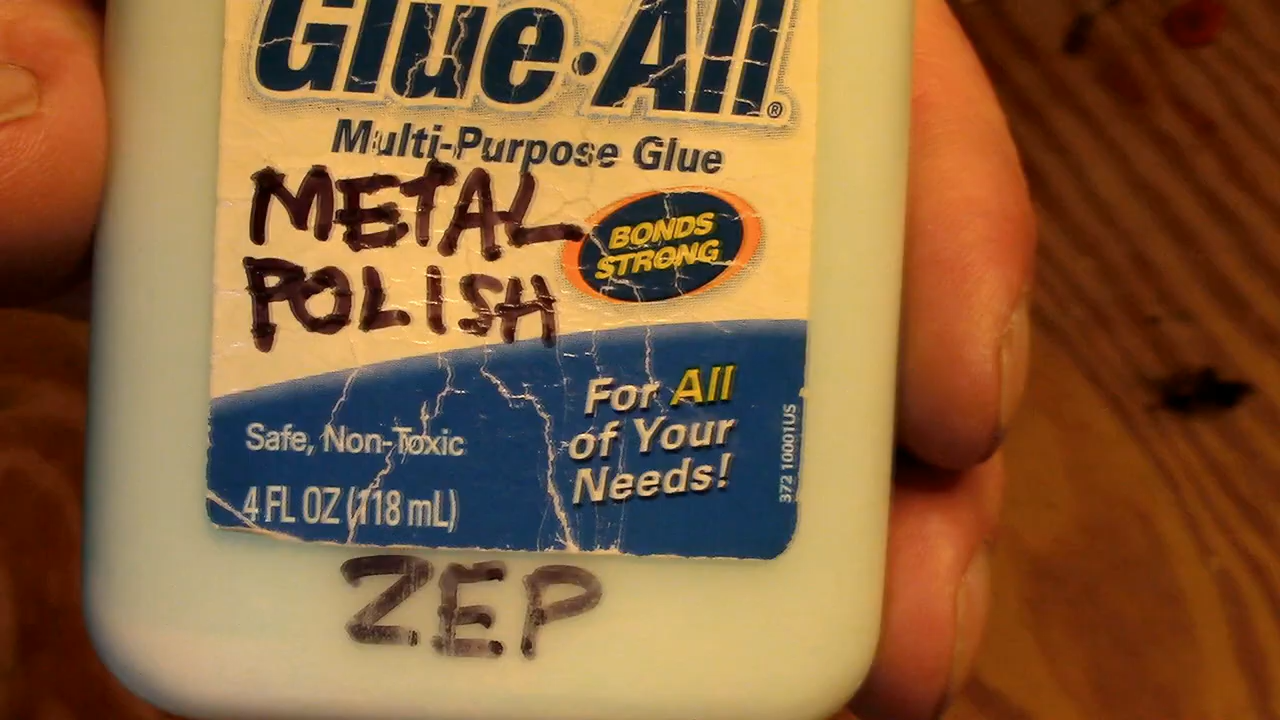 Glue·All®
Multi-Purpose Glue
METAL
POLISH
BONDS
STRONG
For All
of Your
Needs!
Safe, Non-Toxic
4 FL OZ (118 mL)
372 10001US
ZEP